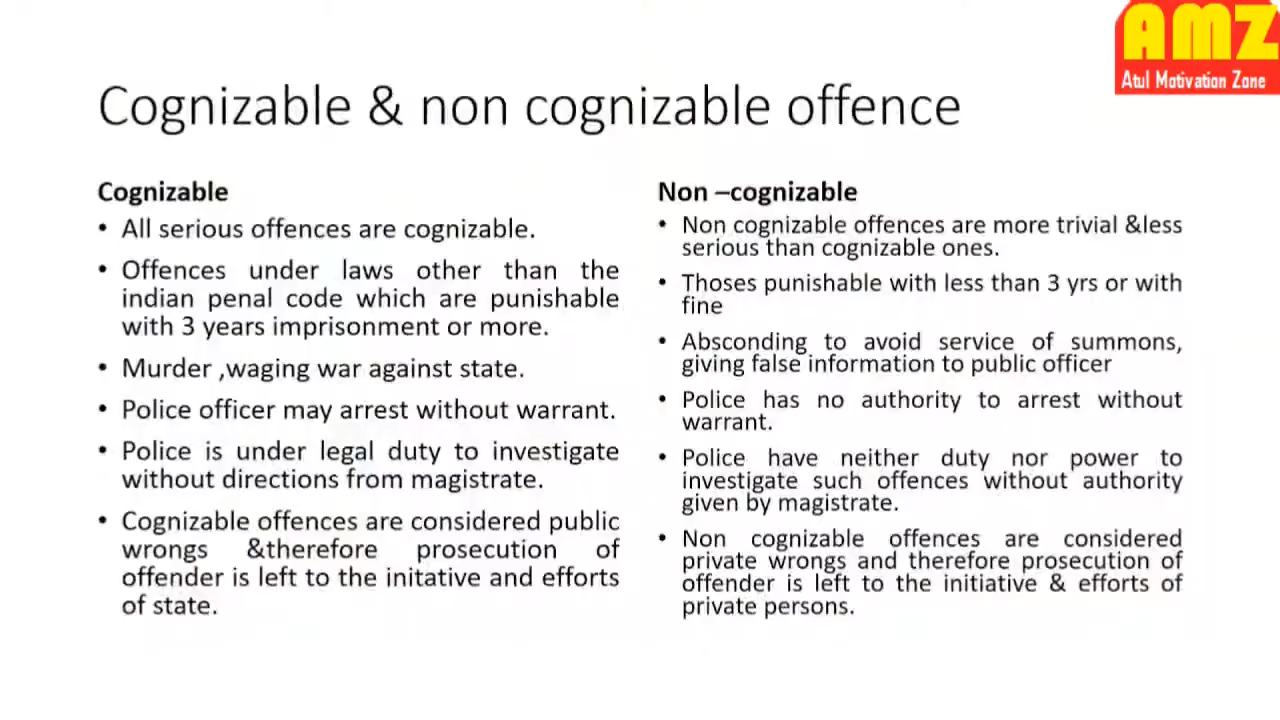 AMZ
Atul Motivation Zone
Cognizable & non cognizable offence
Cognizable
• All serious offences are cognizable.
• Offences under laws other than the
indian penal code which are punishable
with 3 years imprisonment or more.
• Murder ,waging war against state.
• Police officer may arrest without warrant.
• Police is under legal duty to investigate
without directions from magistrate.
• Cognizable offences are considered public
wrongs &therefore prosecution of
offender is left to the initative and efforts
of state.
Non –cognizable
• Non cognizable offences are more trivial &less
serious than cognizable ones.
• Thoses punishable with less than 3 yrs or with
fine
• Absconding to avoid service of summons,
giving false information to public officer
• Police has no authority to arrest without
warrant.
• Police have neither duty nor power to
investigate such offences without authority
given by magistrate.
• Non cognizable offences are considered
private wrongs and therefore prosecution of
offender is left to the initiative & efforts of
private persons.